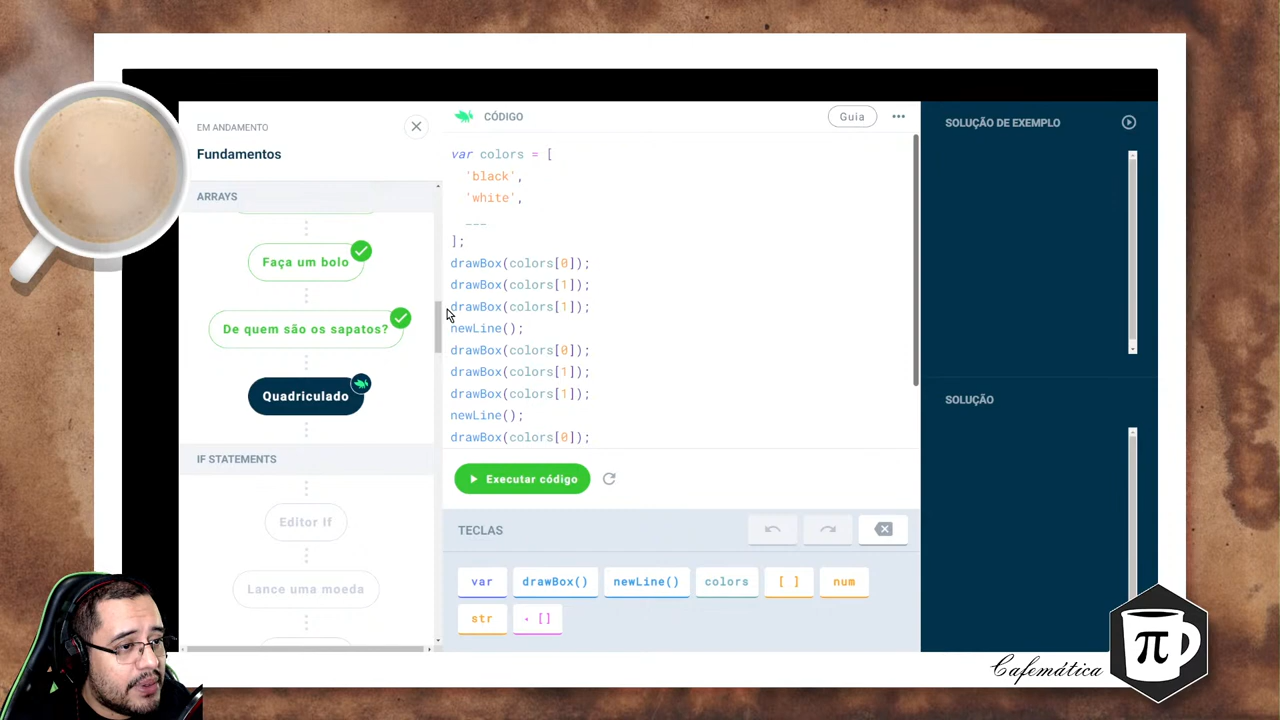 EM ANDAMENTO
Fundamentos
ARRAYS
Faça um bolo
De quem são os sapatos?
Quadriculado
IF STATEMENTS
Editor If
Lance uma moeda
CÓDIGO
Guia
var colors = [
'black',
'white',
___
];
drawBox(colors[0]);
drawBox(colors[1]);
drawBox(colors[1]);
newLine();
drawBox(colors[0]);
drawBox(colors[1]);
drawBox(colors[1]);
newLine();
drawBox(colors[0]);
Executar código
TECLAS
var drawBox() newLine() colors [ ] num
str []
SOLUÇÃO DE EXEMPLO
SOLUÇÃO
Cafemática
π